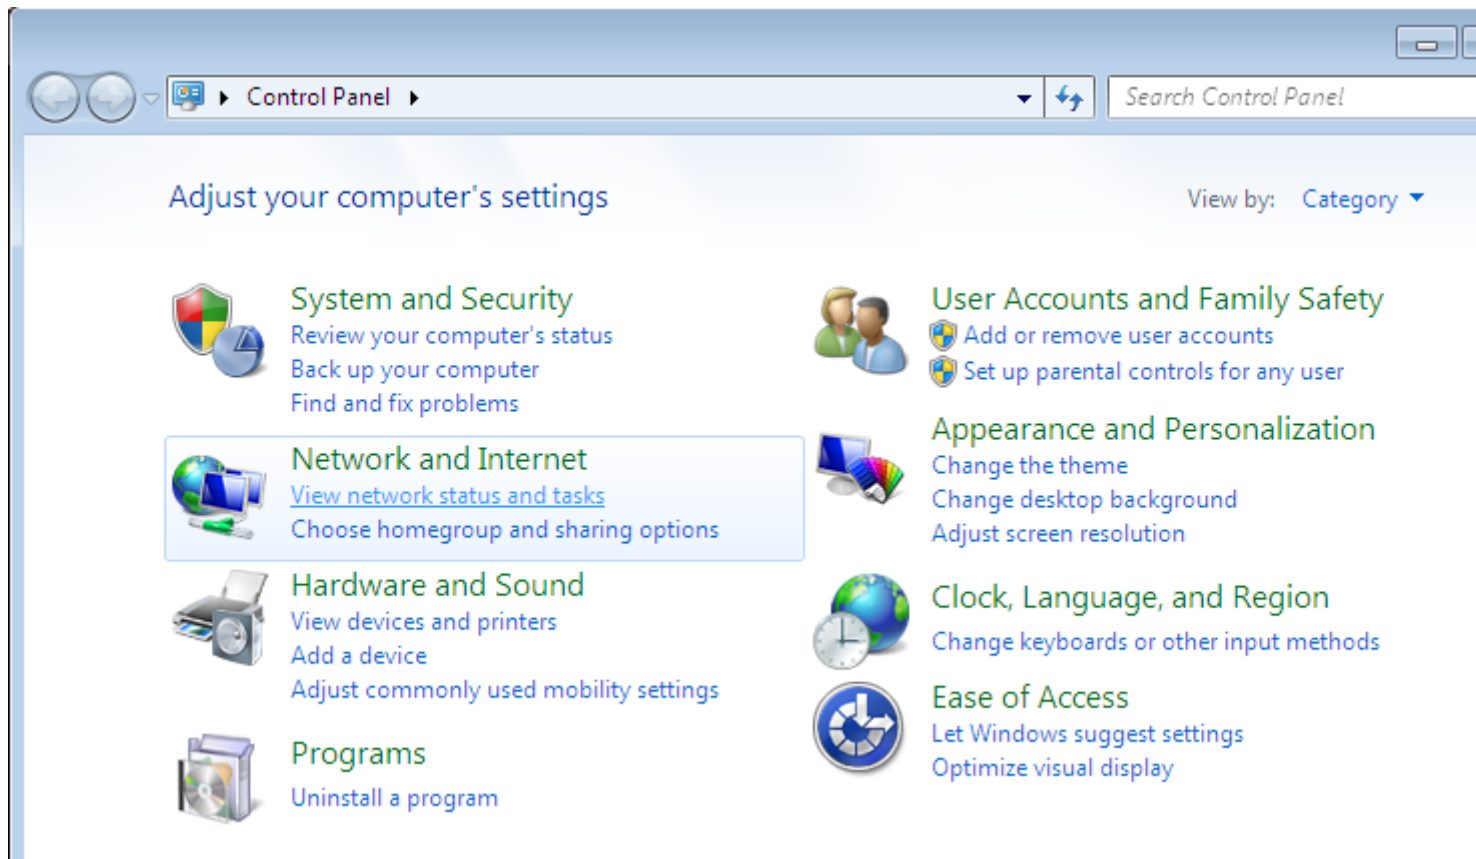 Control Panel
Search Control Panel
Adjust your computer's settings
View by: Category
System and Security
Review your computer's status
Back up your computer
Find and fix problems
Network and Internet
View network status and tasks
Choose homegroup and sharing options
Hardware and Sound
View devices and printers
Add a device
Adjust commonly used mobility settings
Programs
Uninstall a program
User Accounts and Family Safety
Add or remove user accounts
Set up parental controls for any user
Appearance and Personalization
Change the theme
Change desktop background
Adjust screen resolution
Clock, Language, and Region
Change keyboards or other input methods
Ease of Access
Let Windows suggest settings
Optimize visual display